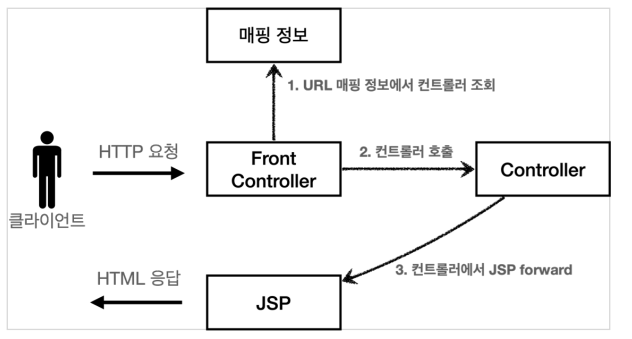 매핑 정보
1. URL 매핑 정보에서 컨트롤러 조회
HTTP 요청
Front
Controller
2. 컨트롤러 호출
Controller
클라이언트
3. 컨트롤러에서 JSP forward
HTML 응답
JSP